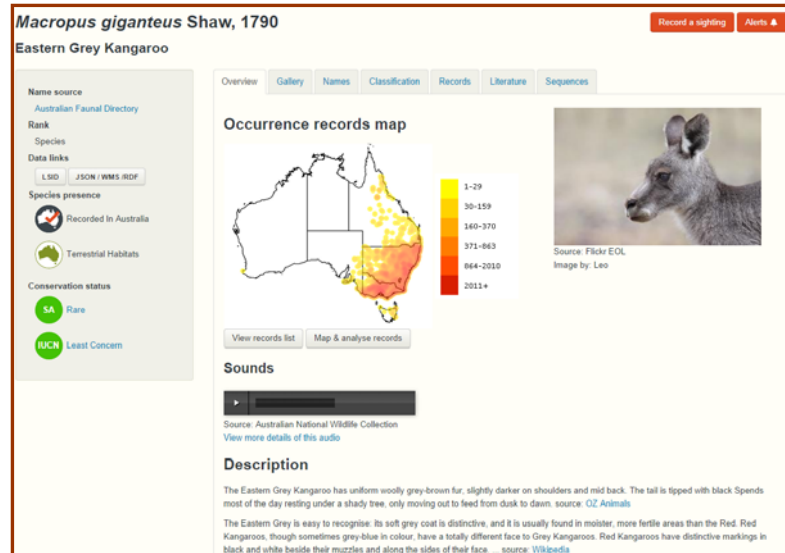 Macropus giganteus Shaw, 1790
Record a sighting
Alerts
Eastern Grey Kangaroo
Name source
Australian Faunal Directory
Rank
Species
Data links
LSID
JSON / WMS / RDF
Species presence
Recorded In Australia
Terrestrial Habitats
Conservation status
SA
Rare
IUCN
Least Concern
Overview
Gallery
Names
Classification
Records
Literature
Sequences
Occurrence records map
1-29
30-159
160-370
371-863
864-2010
2011+
Source: Flickr EOL
Image by: Leo
View records list
Map & analyse records
Sounds
Source: Australian National Wildlife Collection
View more details of this audio
Description
The Eastern Grey Kangaroo has uniform woolly grey-brown fur, slightly darker on shoulders and mid back. The tail is tipped with black Spends
most of the day resting under a shady tree, only moving out to feed from dusk to dawn. source: OZ Animals
The Eastern Grey is easy to recognise: its soft grey coat is distinctive, and it is usually found in moister, more fertile areas than the Red. Red
Kangaroos, though sometimes grey-blue in colour, have a totally different face to Grey Kangaroos. Red Kangaroos have distinctive markings in
black and white beside their muzzles and along the sides of their face. ... source: Wikipedia